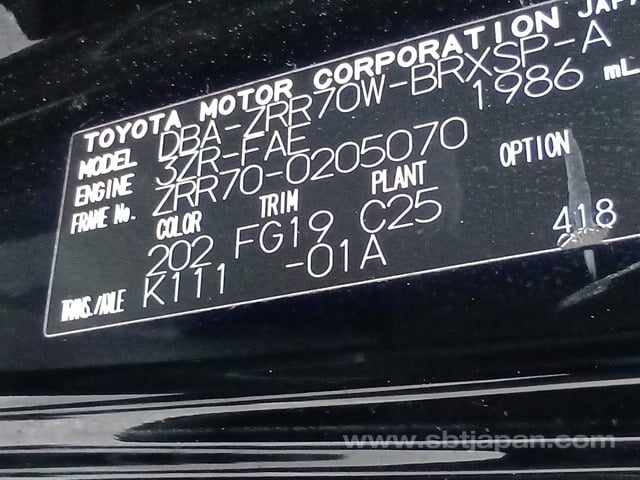 TOYOTA MOTOR CORPORATION JAPAN
MODEL DBA-ZRR70W-BRXSP-A
ENGINE 3ZR-FAE 1986 mL
FRAME No. ZRR70-0205070
COLOR TRIM PLANT OPTION
202 FG19 C25 418
TRANS./AXLE K111 -01A
www.sbtjapan.com